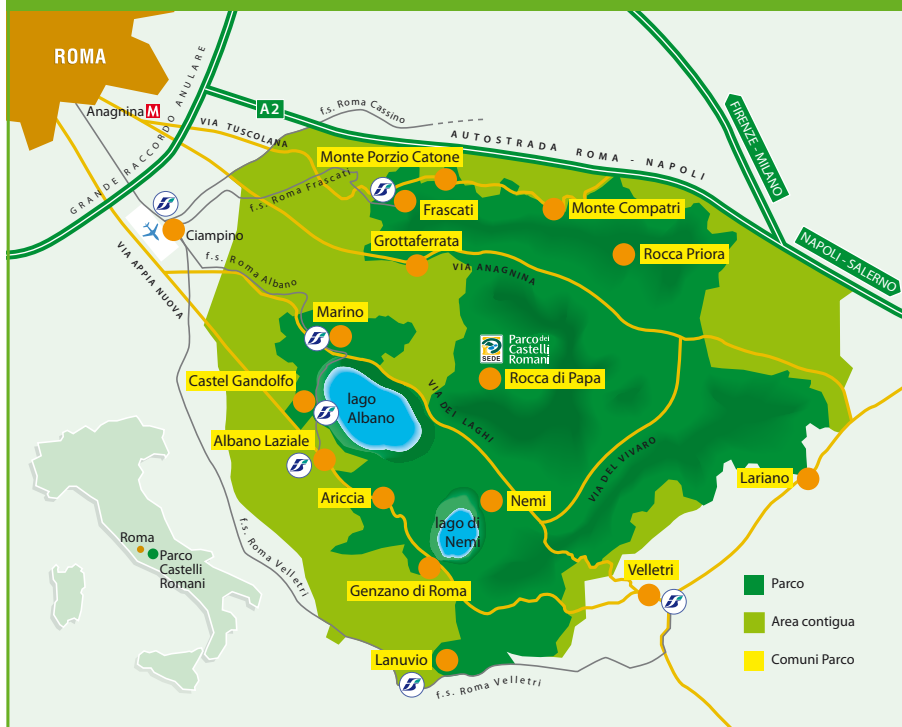 ROMA
Anagnina M
GRANDE RACCORDO ANULARE
A2
f.s. Roma Cassino
VIA TUSCOLANA
AUTOSTRADA ROMA - NAPOLI
FIRENZE - MILANO
NAPOLI - SALERNO
Monte Porzio Catone
f.s. Roma Frascati
Frascati
Monte Compatri
Ciampino
Grottaferrata
VIA ANAGNINA
Rocca Priora
f.s. Roma Albano
VIA APPIA NUOVA
Marino
SEDE
Parco dei
Castelli
Romani
Rocca di Papa
Castel Gandolfo
lago
Albano
VIA DEI LAGHI
Albano Laziale
VIA DEL VIVARO
Lariano
Ariccia
Nemi
lago di
Nemi
f.s. Roma Velletri
Roma
Parco
Castelli
Romani
Genzano di Roma
Velletri
Parco
Area contigua
Comuni Parco
Lanuvio
f.s. Roma Velletri